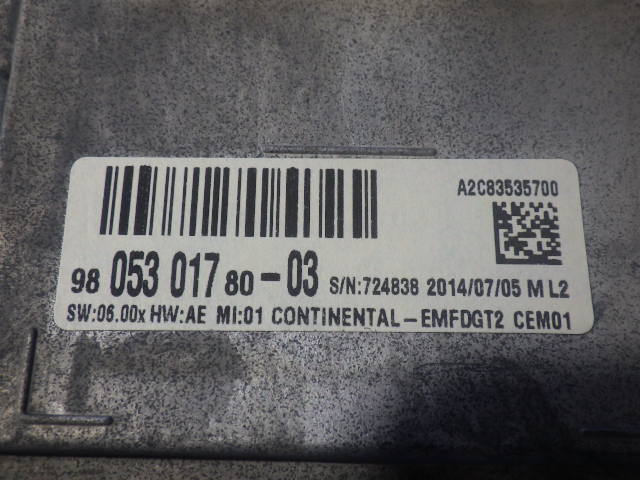 A2C83535700
98 053 017 80-03 S/N:724838 2014/07/05 M L2
SW:06.00x HW:AE MI:01 CONTINENTAL-EMFDGT2 CEM01